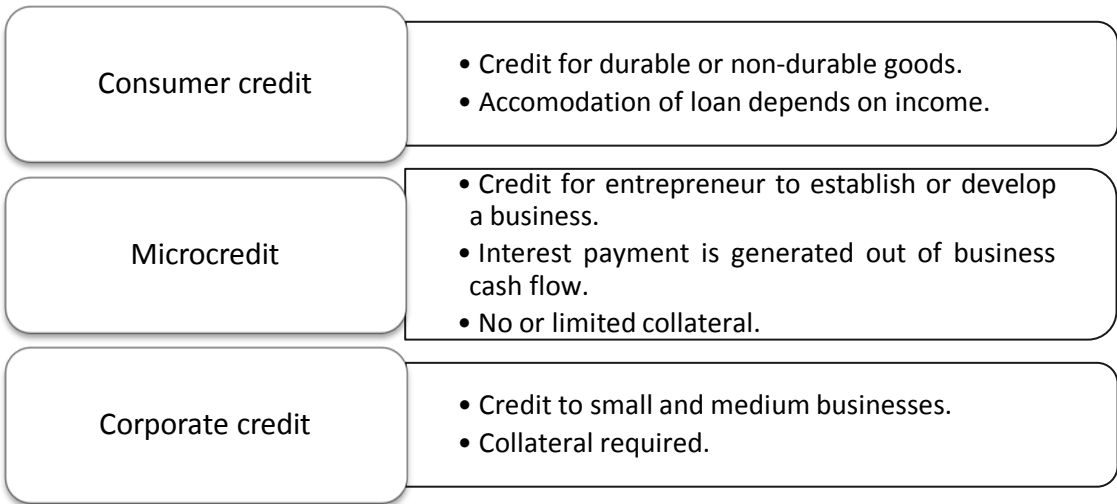 Consumer credit
• Credit for durable or non-durable goods.
• Accomodation of loan depends on income.
Microcredit
• Credit for entrepreneur to establish or develop
a business.
• Interest payment is generated out of business
cash flow.
• No or limited collateral.
Corporate credit
• Credit to small and medium businesses.
• Collateral required.